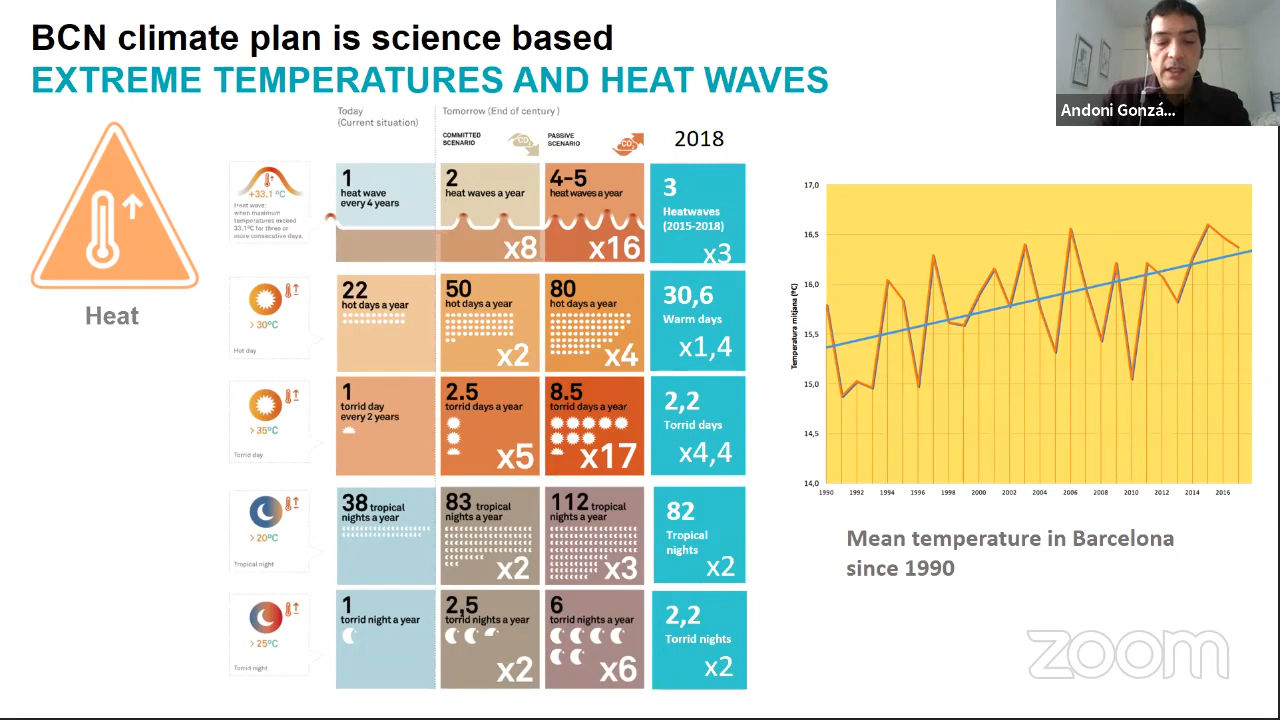 BCN climate plan is science based
EXTREME TEMPERATURES AND HEAT WAVES
Andoni Gonzá...
Heat
Today
(Current situation)
Tomorrow (End of century)
COMMITTED
SCENARIO
CO2
PASSIVE
SCENARIO
CO2
2018
+33.1 ºC
Heat wave:
when maximum
temperatures exceed
33.1ºC for three or
more consecutive days.
1
heat wave
every 4 years
2
heat waves a year
x8
4-5
heat waves a year
x16
3
Heatwaves
(2015-2018)
x3
> 30ºC
Hot day
22
hot days a year
50
hot days a year
x2
80
hot days a year
x4
30,6
Warm days
x1,4
> 35ºC
Torrid day
1
torrid day
every 2 years
2.5
torrid days a year
x5
8.5
torrid days a year
x17
2,2
Torrid days
x4,4
> 20ºC
Tropical night
38 tropical
nights a year
83 tropical
nights a year
x2
112 tropical
nights a year
x3
82
Tropical
nights
x2
> 25ºC
Torrid night
1
torrid night a year
2,5
torrid nights a year
x2
6
torrid nights a year
x6
2,2
Torrid nights
x2
Temperatura mitjana (ºC)
17,0
16,5
16,0
15,5
15,0
14,5
14,0
1990 1992 1994 1996 1998 2000 2002 2004 2006 2008 2010 2012 2014 2016
Mean temperature in Barcelona
since 1990
zoom